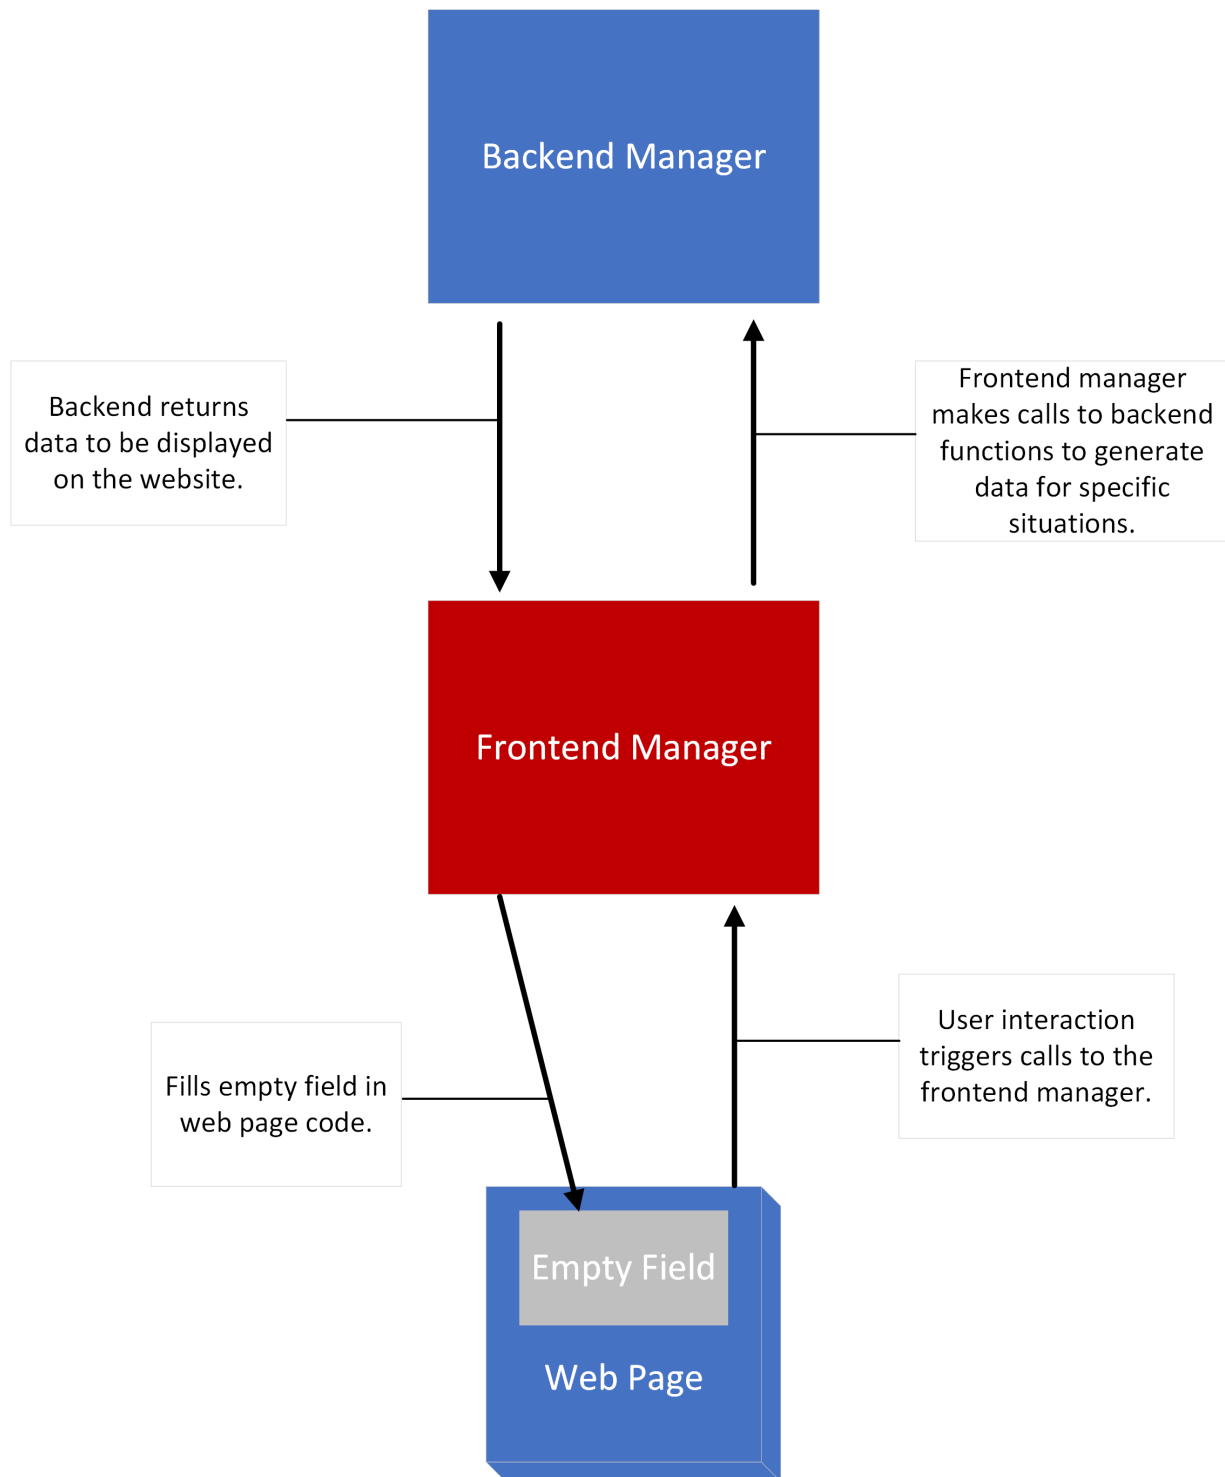 Backend Manager
Backend returns
data to be displayed
on the website.
Frontend manager
makes calls to backend
functions to generate
data for specific
situations.
Frontend Manager
Fills empty field in
web page code.
User interaction
triggers calls to the
frontend manager.
Empty Field
Web Page